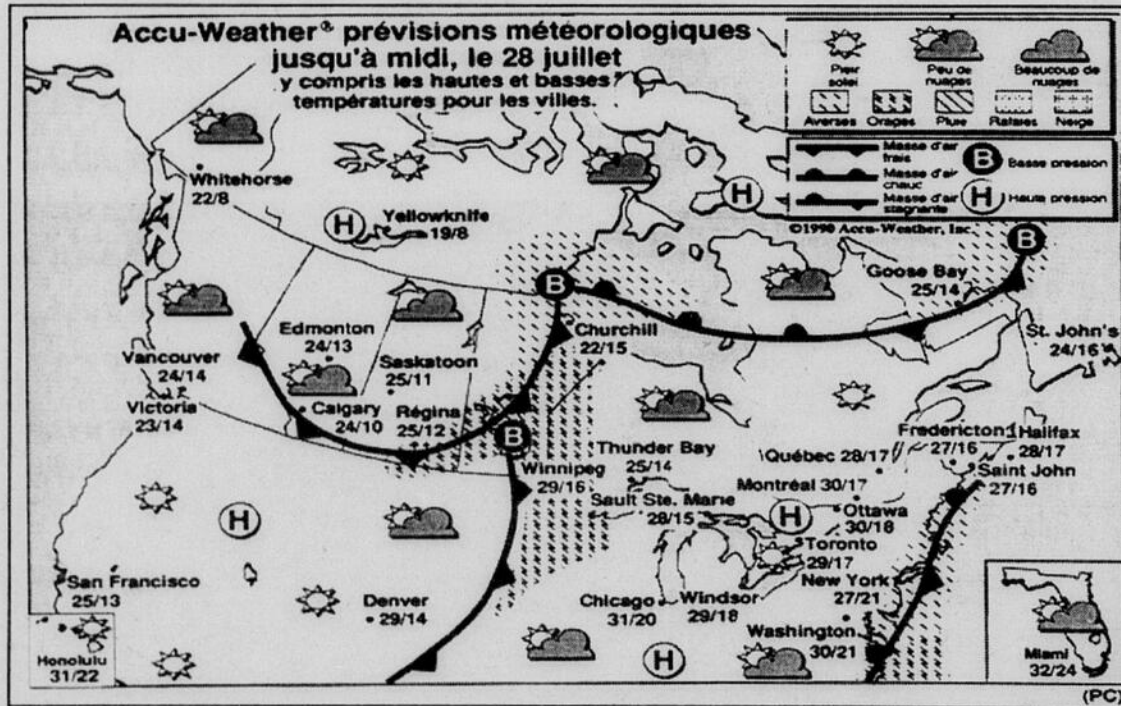 Accu-Weather® prévisions météorologiques
jusqu'à midi, le 28 juillet
y compris les hautes et basses
températures pour les villes.
Plein
soleil
Peu de
nuages
Beaucoup de
nuages
Averses
Orages
Pluie
Rafales
Neige
Masse d'air
frais
Masse d'air
chaud
Masse d'air
stagnante
B
Basse pression
H
Haute pression
©1990 Accu-Weather, Inc.
Whitehorse
22/8
H
Yellowknife
19/8
H
B
B
Goose Bay
25/14
Churchill
22/15
St. John's
24/16
Edmonton
24/13
Saskatoon
25/11
Vancouver
24/14
Victoria
23/14
Calgary
24/10
Régina
25/12
B
Winnipeg
29/16
Thunder Bay
25/14
Sault Ste. Marie
28/15
Québec 28/17
Montréal 30/17
Fredericton
27/16
Halifax
28/17
Saint John
27/16
H
H
Ottawa
30/18
Toronto
29/17
New York
27/21
San Francisco
25/13
Denver
29/14
Chicago
31/20
Windsor
29/18
Washington
30/21
H
Honolulu
31/22
Miami
32/24
(PC)